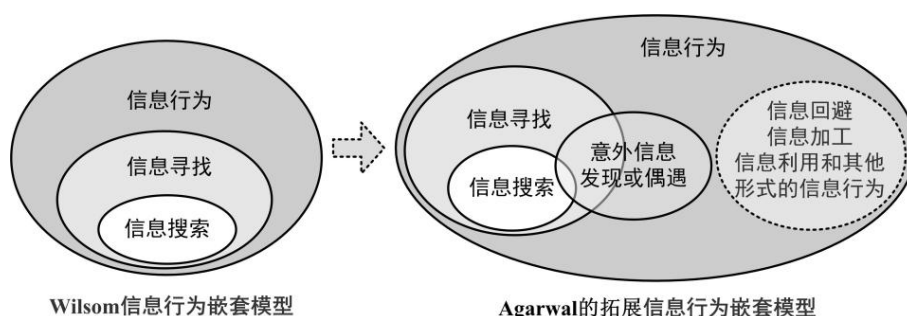 信息行为
信息寻找
信息搜索
Wilsom信息行为嵌套模型
信息行为
信息寻找
信息搜索
意外信息
发现或偶遇
信息回避
信息加工
信息利用和其他
形式的信息行为
Agarwal的拓展信息行为嵌套模型